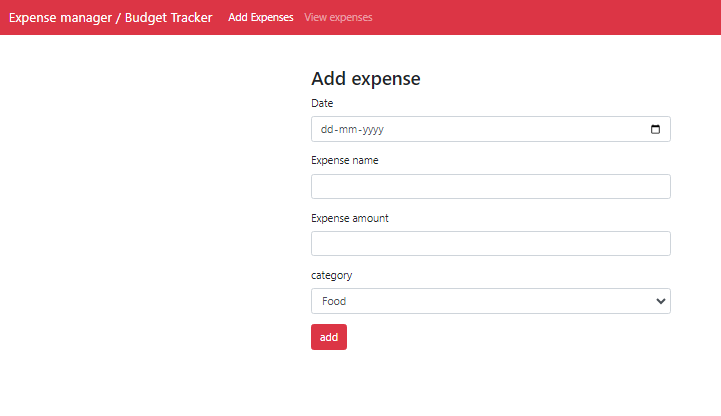 Expense manager / Budget Tracker Add Expenses View expenses
Add expense
Date
dd-mm-yyyy
Expense name
Expense amount
category
Food
add